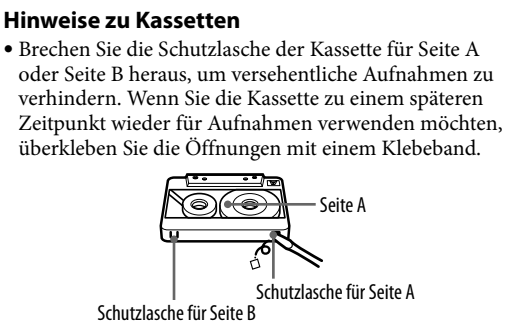 Hinweise zu Kassetten
• Brechen Sie die Schutzlasche der Kassette für Seite A
oder Seite B heraus, um versehentliche Aufnahmen zu
verhindern. Wenn Sie die Kassette zu einem späteren
Zeitpunkt wieder für Aufnahmen verwenden möchten,
überkleben Sie die Öffnungen mit einem Klebeband.
Seite A
Schutzlasche für Seite A
Schutzlasche für Seite B